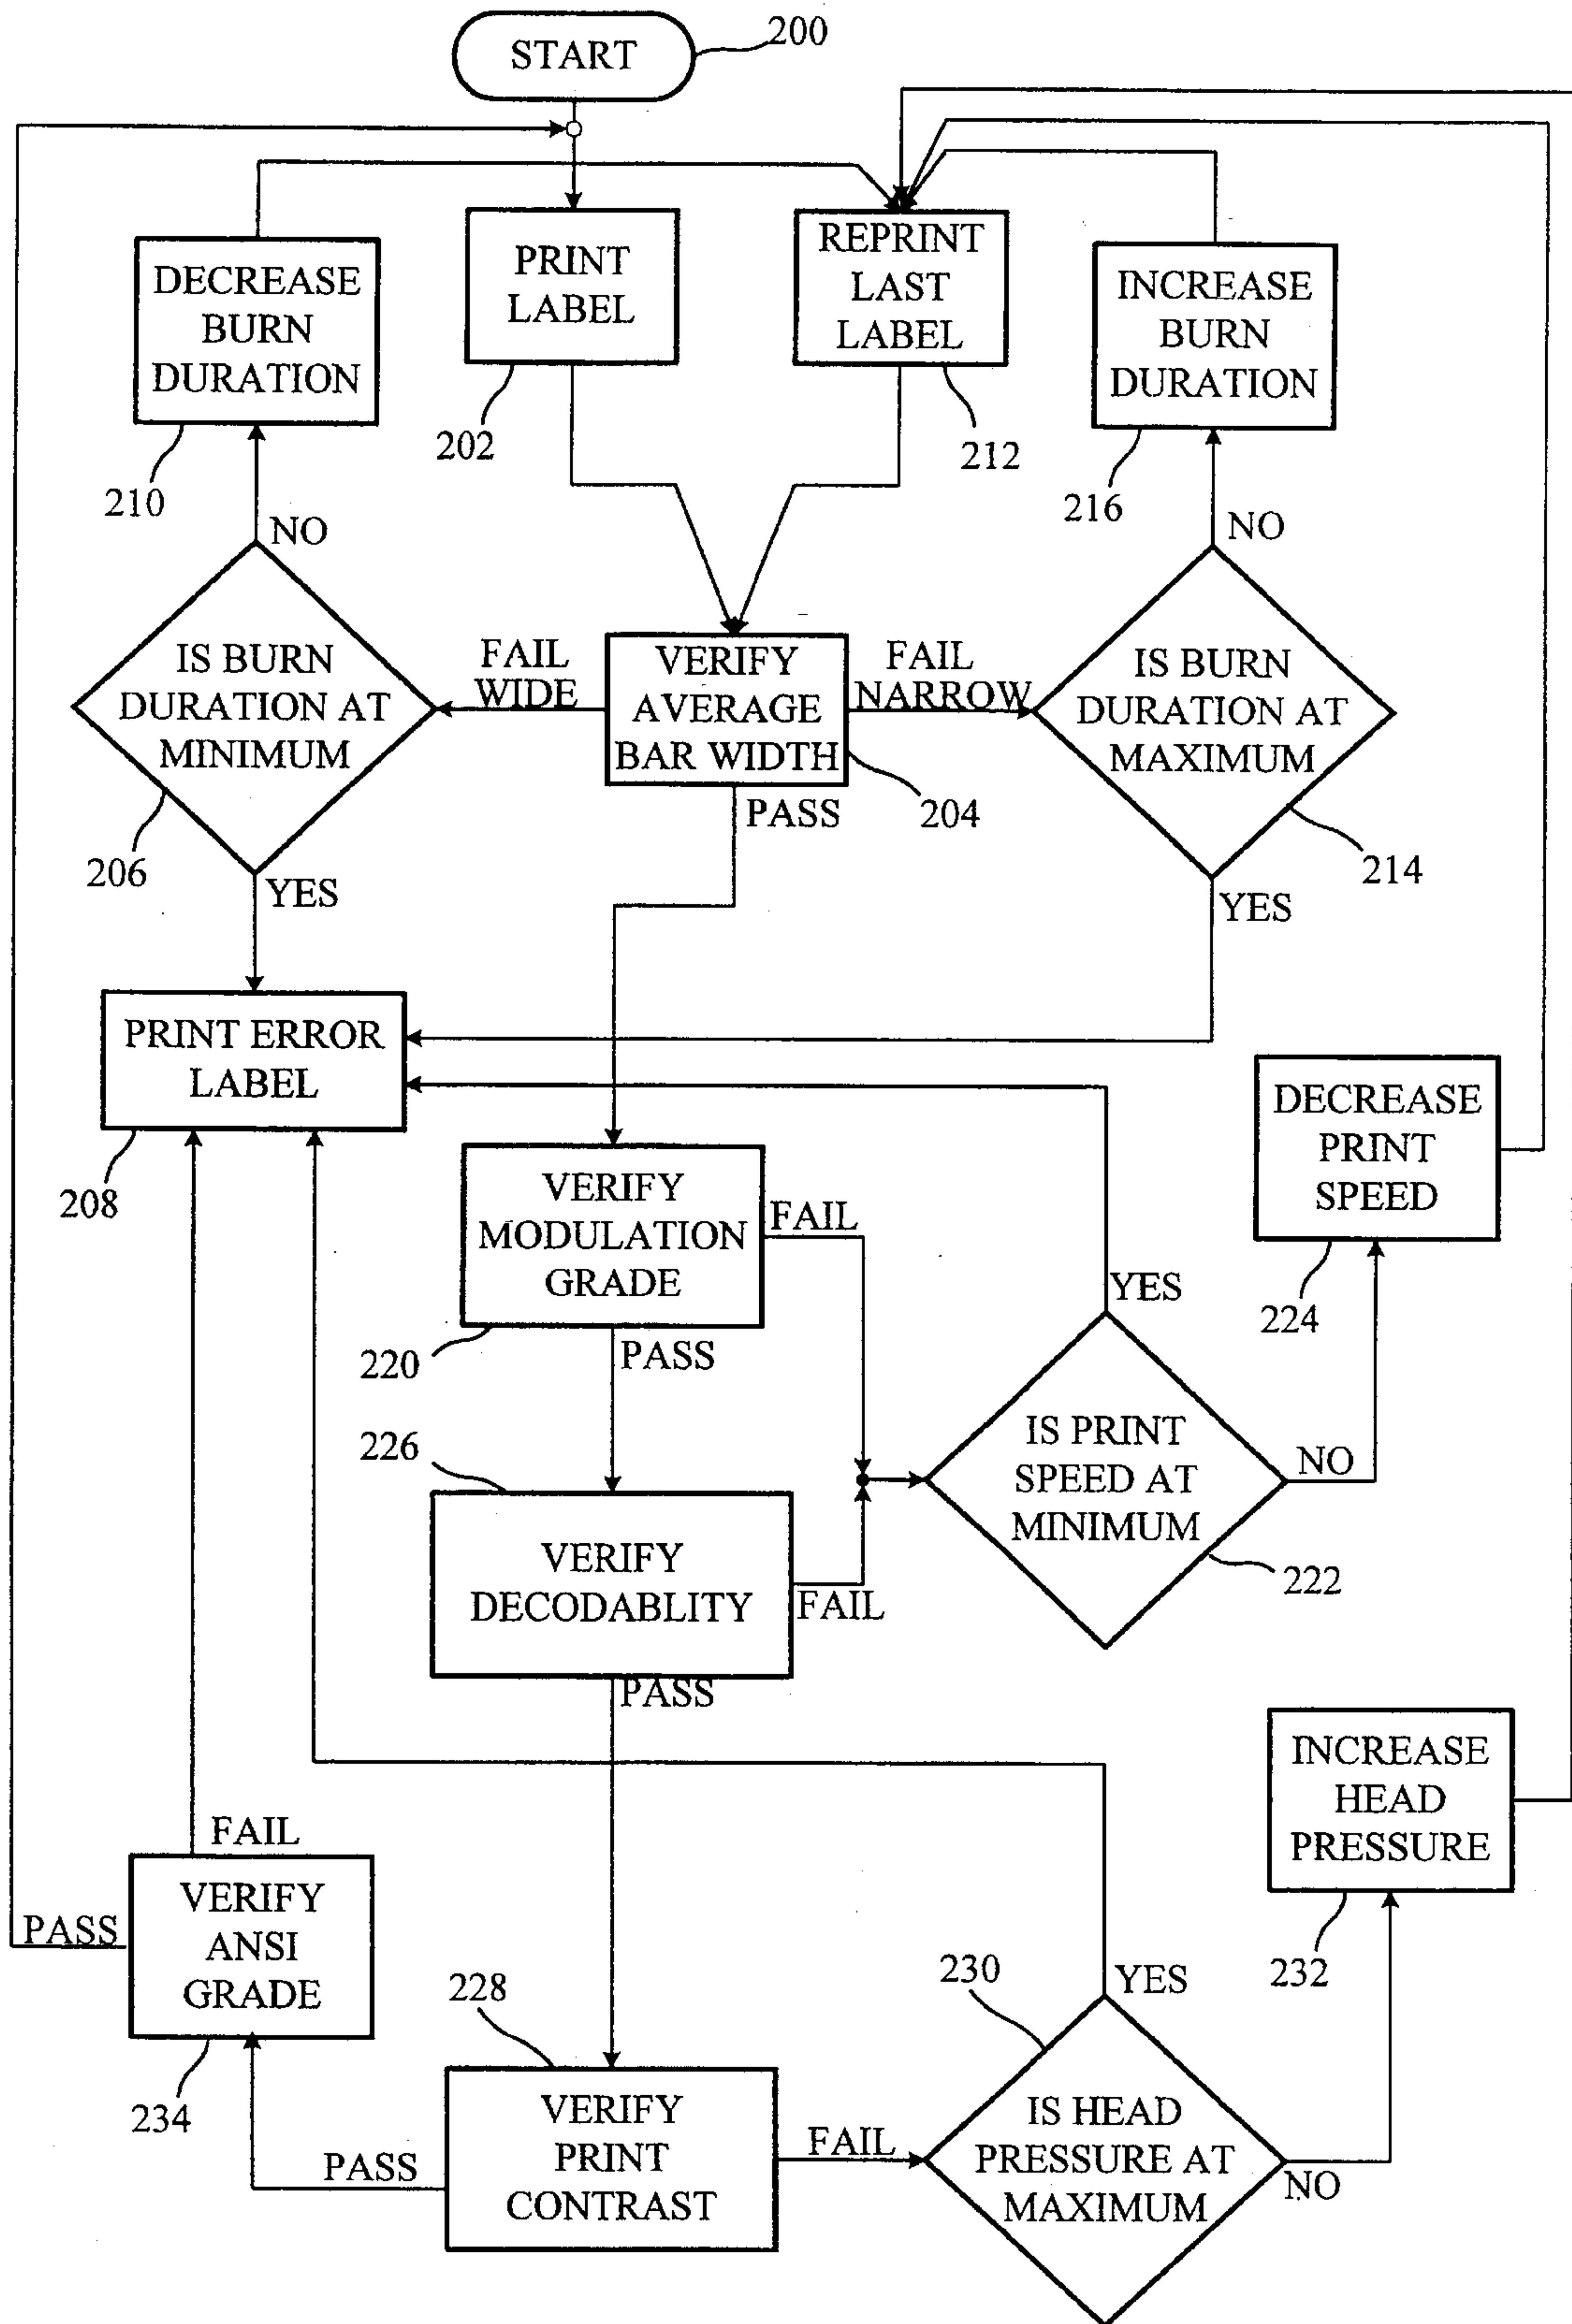 START
200
PRINT
LABEL
202
REPRINT
LAST
LABEL
212
DECREASE
BURN
DURATION
210
INCREASE
BURN
DURATION
216
NO
NO
IS BURN
DURATION AT
MINIMUM
206
FAIL
WIDE
VERIFY
AVERAGE
BAR WIDTH
204
FAIL
NARROW
IS BURN
DURATION AT
MAXIMUM
214
PASS
YES
YES
PRINT ERROR
LABEL
208
DECREASE
PRINT
SPEED
224
VERIFY
MODULATION
GRADE
220
FAIL
PASS
YES
226
IS PRINT
SPEED AT
MINIMUM
222
NO
VERIFY
DECODABLITY
FAIL
PASS
INCREASE
HEAD
PRESSURE
232
FAIL
VERIFY
ANSI
GRADE
234
PASS
228
230
YES
VERIFY
PRINT
CONTRAST
PASS
FAIL
IS HEAD
PRESSURE AT
MAXIMUM
NO